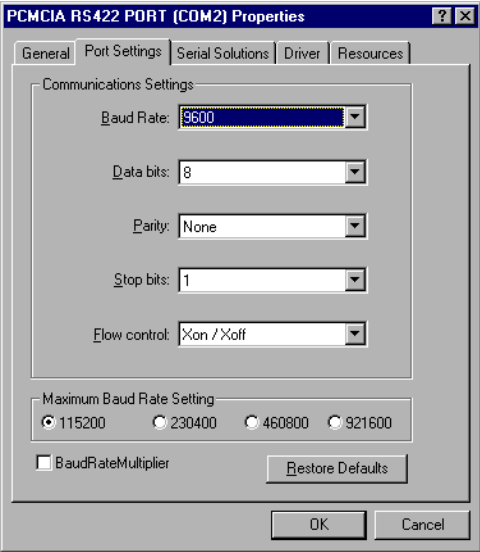 PCMCIA RS422 PORT (COM2) Properties
General Port Settings Serial Solutions Driver Resources
Communications Settings
Baud Rate: 9600
Data bits: 8
Parity: None
Stop bits: 1
Flow control: Xon / Xoff
Maximum Baud Rate Setting
115200 230400 460800 921600
BaudRateMultiplier Restore Defaults
OK Cancel